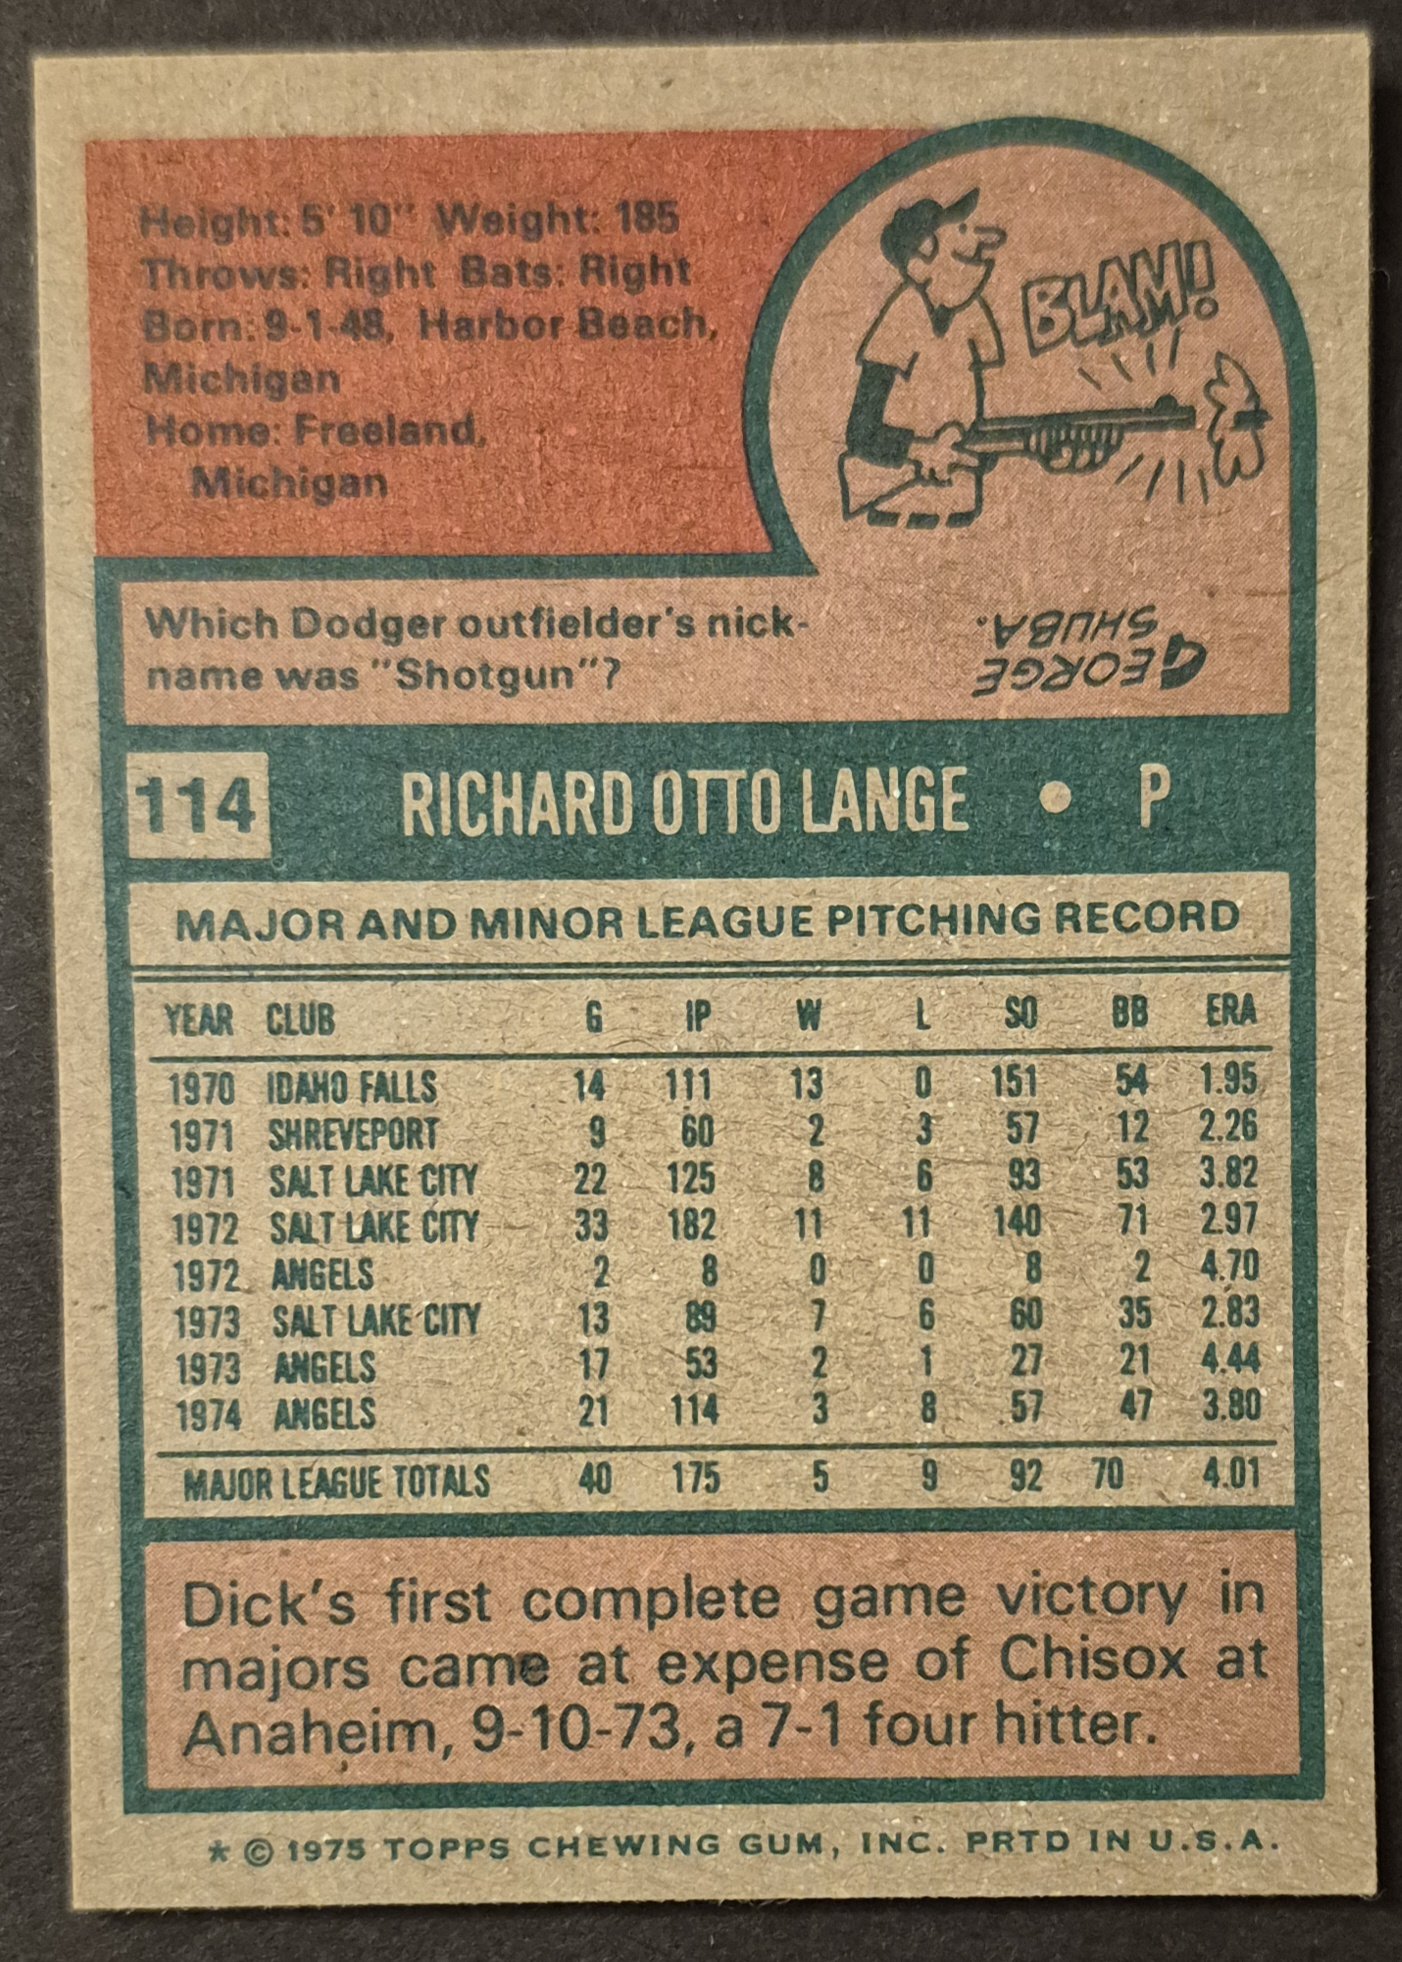 Height: 5' 10" Weight: 185
Throws: Right Bats: Right
Born: 9-1-48, Harbor Beach,
Michigan
Home: Freeland,
Michigan
BLAM!
Which Dodger outfielder's nick-
name was "Shotgun"?
GEORGE
SHUBA.
114 RICHARD OTTO LANGE • P
MAJOR AND MINOR LEAGUE PITCHING RECORD
YEAR CLUB G IP W L SO BB ERA
1970 IDAHO FALLS 14 111 13 0 151 54 1.95
1971 SHREVEPORT 9 60 2 3 57 12 2.26
1971 SALT LAKE CITY 22 125 8 6 93 53 3.82
1972 SALT LAKE CITY 33 182 11 11 140 71 2.97
1972 ANGELS 2 8 0 0 8 2 4.70
1973 SALT LAKE CITY 13 89 7 6 60 35 2.83
1973 ANGELS 17 53 2 1 27 21 4.44
1974 ANGELS 21 114 3 8 57 47 3.80
MAJOR LEAGUE TOTALS 40 175 5 9 92 70 4.01
Dick's first complete game victory in
majors came at expense of Chisox at
Anaheim, 9-10-73, a 7-1 four hitter.
* © 1975 TOPPS CHEWING GUM, INC. PRTD IN U.S.A.